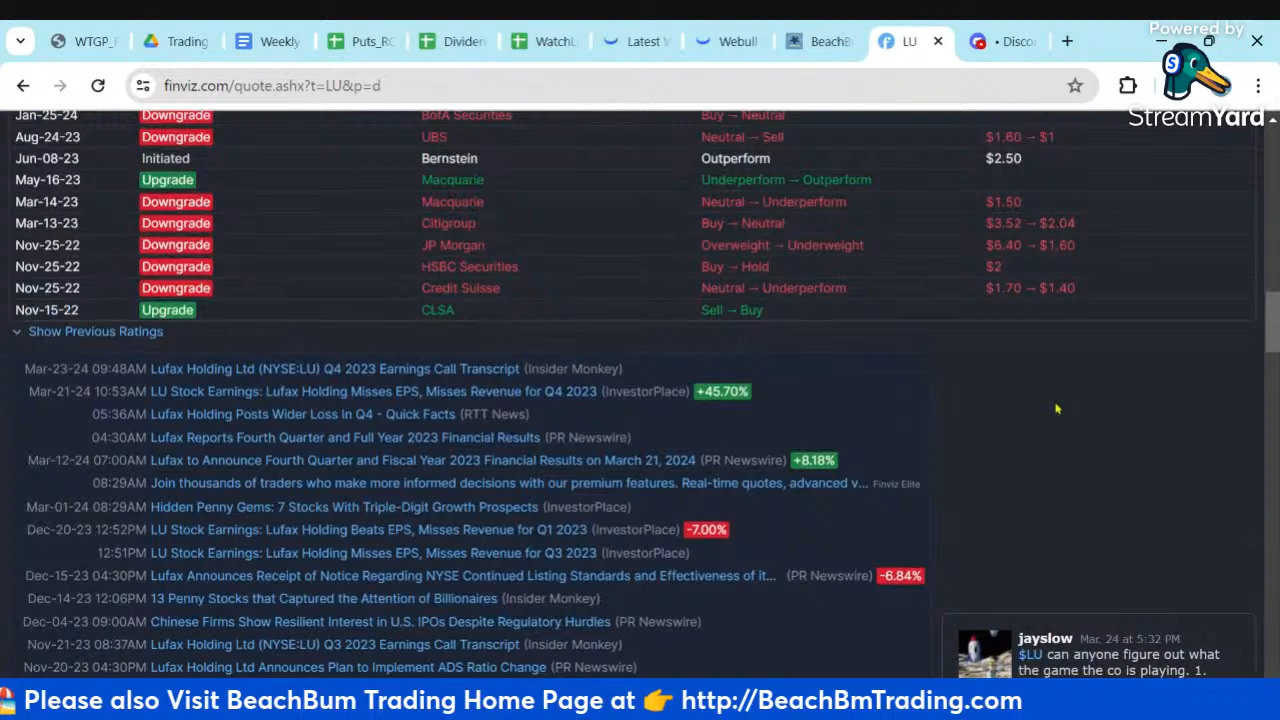 Powered by
StreamYard
WTGP_F
Trading
Weekly
Puts_RC
Dividen
WatchL
Latest V
Webull
BeachB
LU
• Disco
finviz.com/quote.ashx?t=LU&p=d
Jan-25-24 Downgrade BofA Securities Buy → Neutral
Aug-24-23 Downgrade UBS Neutral → Sell $1.60 → $1
Jun-08-23 Initiated Bernstein Outperform $2.50
May-16-23 Upgrade Macquarie Underperform → Outperform
Mar-14-23 Downgrade Macquarie Neutral → Underperform $1.50
Mar-13-23 Downgrade Citigroup Buy → Neutral $3.52 → $2.04
Nov-25-22 Downgrade JP Morgan Overweight → Underweight $6.40 → $1.60
Nov-25-22 Downgrade HSBC Securities Buy → Hold $2
Nov-25-22 Downgrade Credit Suisse Neutral → Underperform $1.70 → $1.40
Nov-15-22 Upgrade CLSA Sell → Buy
Show Previous Ratings
Mar-23-24 09:48AM Lufax Holding Ltd (NYSE:LU) Q4 2023 Earnings Call Transcript (Insider Monkey)
Mar-21-24 10:53AM LU Stock Earnings: Lufax Holding Misses EPS, Misses Revenue for Q4 2023 (InvestorPlace) +45.70%
05:36AM Lufax Holding Posts Wider Loss In Q4 - Quick Facts (RTT News)
04:30AM Lufax Reports Fourth Quarter and Full Year 2023 Financial Results (PR Newswire)
Mar-12-24 07:00AM Lufax to Announce Fourth Quarter and Fiscal Year 2023 Financial Results on March 21, 2024 (PR Newswire) +8.18%
08:29AM Join thousands of traders who make more informed decisions with our premium features. Real-time quotes, advanced v... Finviz Elite
Mar-01-24 08:29AM Hidden Penny Gems: 7 Stocks With Triple-Digit Growth Prospects (InvestorPlace)
Dec-20-23 12:52PM LU Stock Earnings: Lufax Holding Beats EPS, Misses Revenue for Q1 2023 (InvestorPlace) -7.00%
12:51PM LU Stock Earnings: Lufax Holding Misses EPS, Misses Revenue for Q3 2023 (InvestorPlace)
Dec-15-23 04:30PM Lufax Announces Receipt of Notice Regarding NYSE Continued Listing Standards and Effectiveness of it... (PR Newswire) -6.84%
Dec-14-23 12:06PM 13 Penny Stocks that Captured the Attention of Billionaires (Insider Monkey)
Dec-04-23 09:00AM Chinese Firms Show Resilient Interest in U.S. IPOs Despite Regulatory Hurdles (PR Newswire)
Nov-21-23 08:37AM Lufax Holding Ltd (NYSE:LU) Q3 2023 Earnings Call Transcript (Insider Monkey)
Nov-20-23 04:30PM Lufax Holding Ltd Announces Plan to Implement ADS Ratio Change (PR Newswire)
jayslow Mar. 24 at 5:32 PM
$LU can anyone figure out what
the game the co is playing. 1.
Please also Visit BeachBum Trading Home Page at 👉 http://BeachBmTrading.com